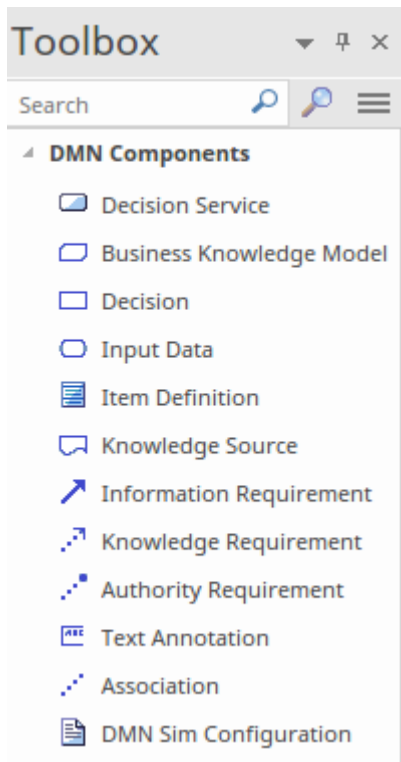 Toolbox
Search
DMN Components
Decision Service
Business Knowledge Model
Decision
Input Data
Item Definition
Knowledge Source
Information Requirement
Knowledge Requirement
Authority Requirement
ABC Text Annotation
Association
DMN Sim Configuration